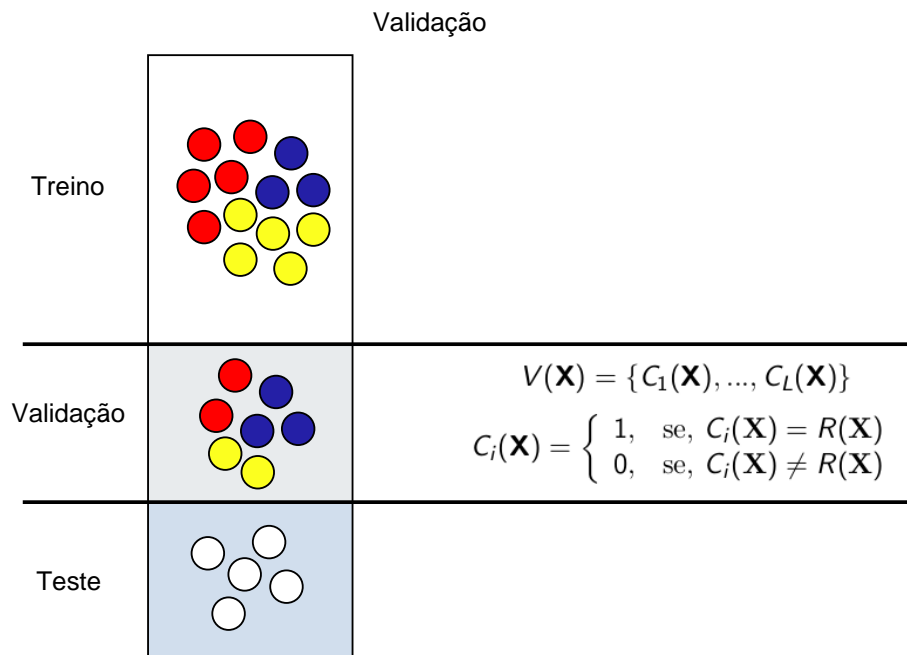 Validação
Treino
Validação
V(X) = {C₁(X), ..., C_L(X)}
C_i(X) = { 1, se, C_i(X) = R(X)
0, se, C_i(X) ≠ R(X)
Teste